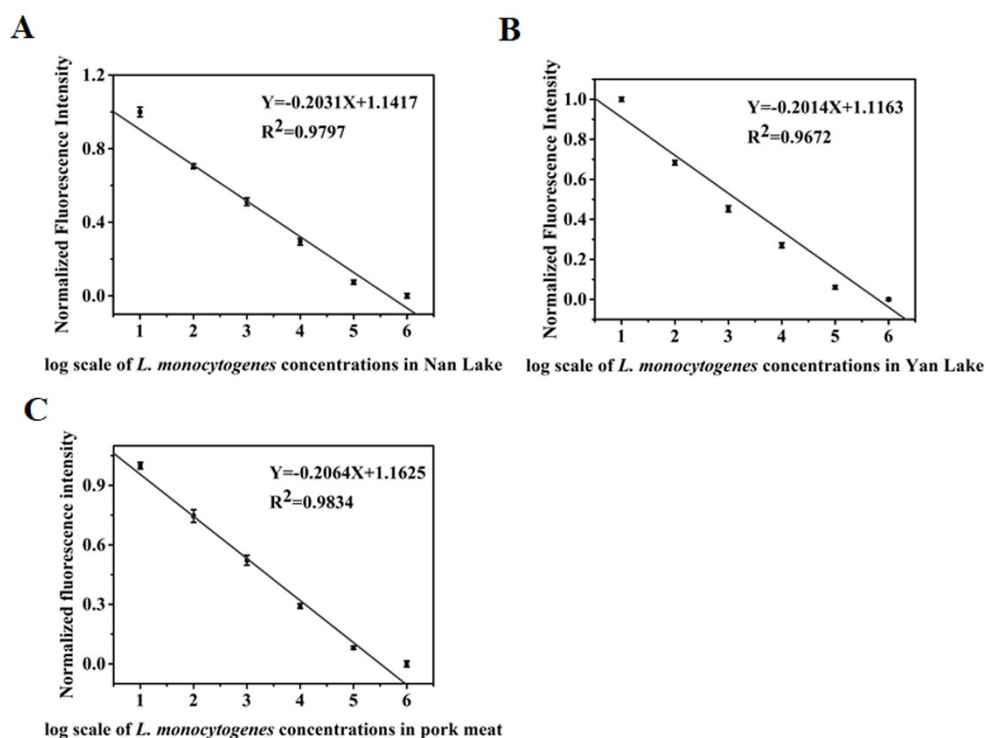 A
Normalized Fluorescence Intensity
1.2
0.8
0.4
0.0
Y=-0.2031X+1.1417
R2=0.9797
1 2 3 4 5 6
log scale of L. monocytogenes concentrations in Nan Lake
B
Normalized Fluorescence Intensity
1.0
0.8
0.6
0.4
0.2
0.0
Y=-0.2014X+1.1163
R2=0.9672
1 2 3 4 5 6
log scale of L. monocytogenes concentrations in Yan Lake
C
Normalized fluorescence intensity
0.9
0.6
0.3
0.0
Y=-0.2064X+1.1625
R2=0.9834
1 2 3 4 5 6
log scale of L. monocytogenes concentrations in pork meat